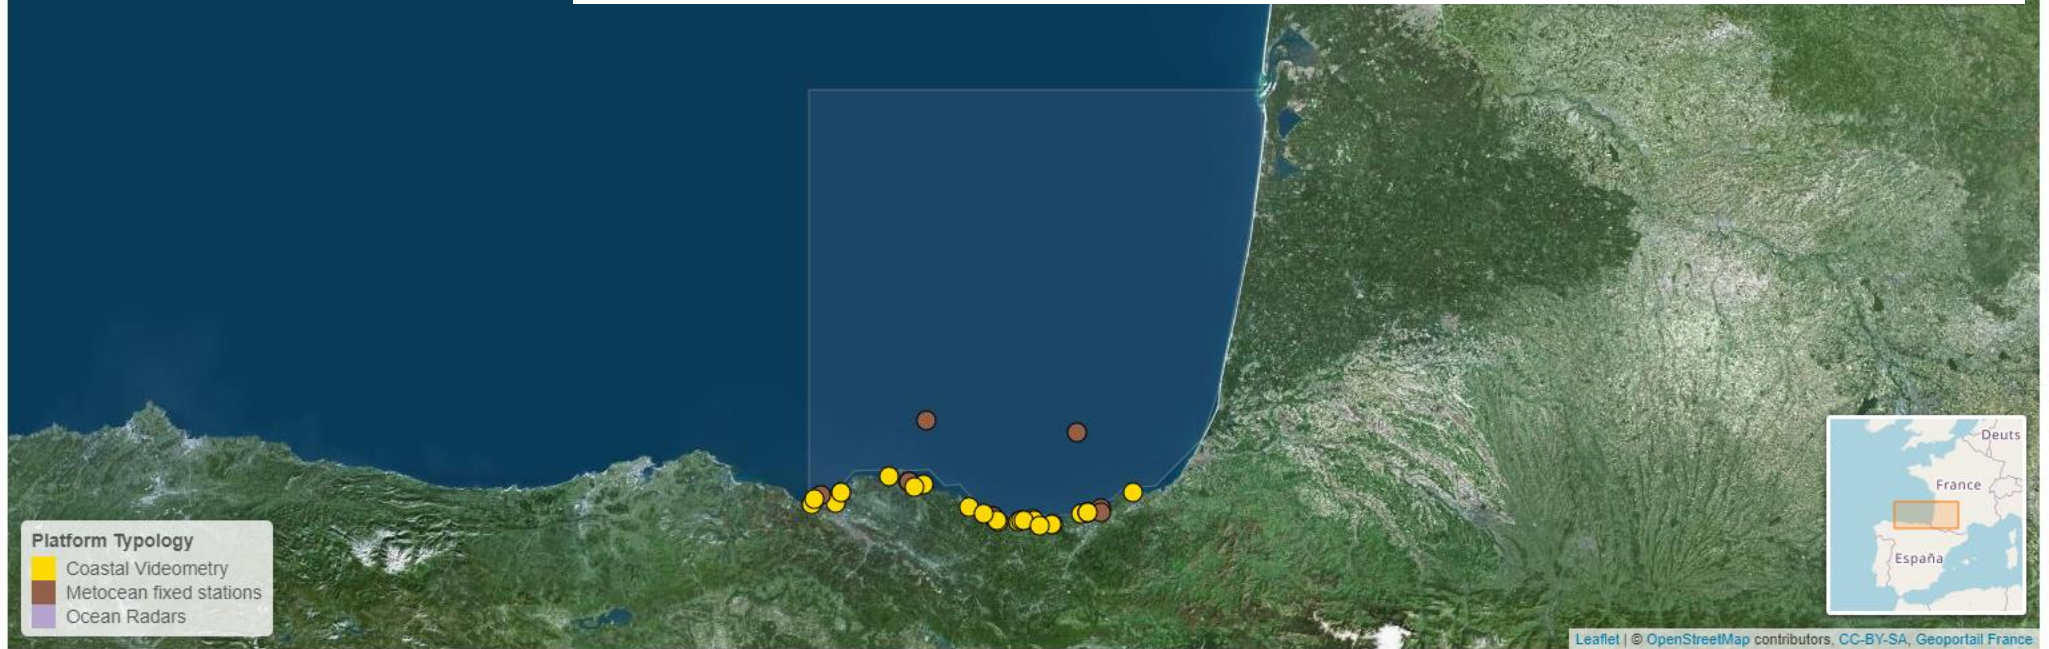 Platform Typology
Coastal Videometry
Metocean fixed stations
Ocean Radars
Deuts
France
España
Leaflet | © OpenStreetMap contributors, CC-BY-SA, Geoportail France